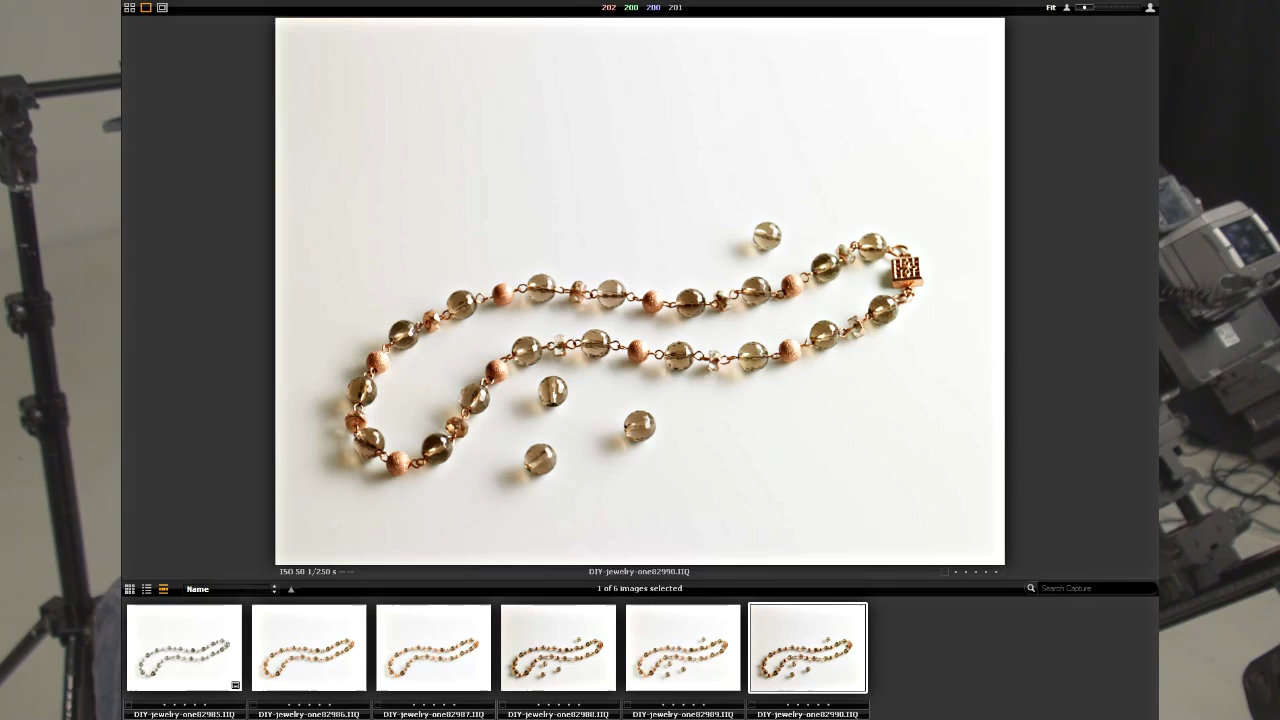 202 200 200 201
Fit
ISO 50 1/250 s
DIY-jewelry-one82990.IIQ
Name
1 of 6 images selected
Search Capture
DIY-jewelry-one82985.IIQ
DIY-jewelry-one82986.IIQ
DIY-jewelry-one82987.IIQ
DIY-jewelry-one82988.IIQ
DIY-jewelry-one82989.IIQ
DIY-jewelry-one82990.IIQ